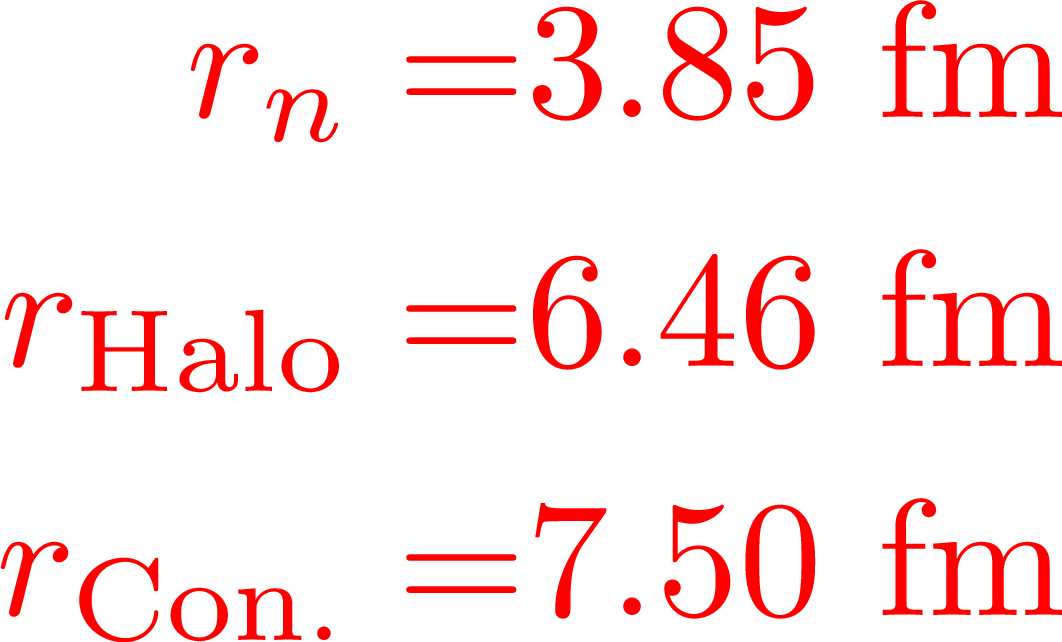 r_n =3.85 fm
r_Halo =6.46 fm
r_Con. =7.50 fm